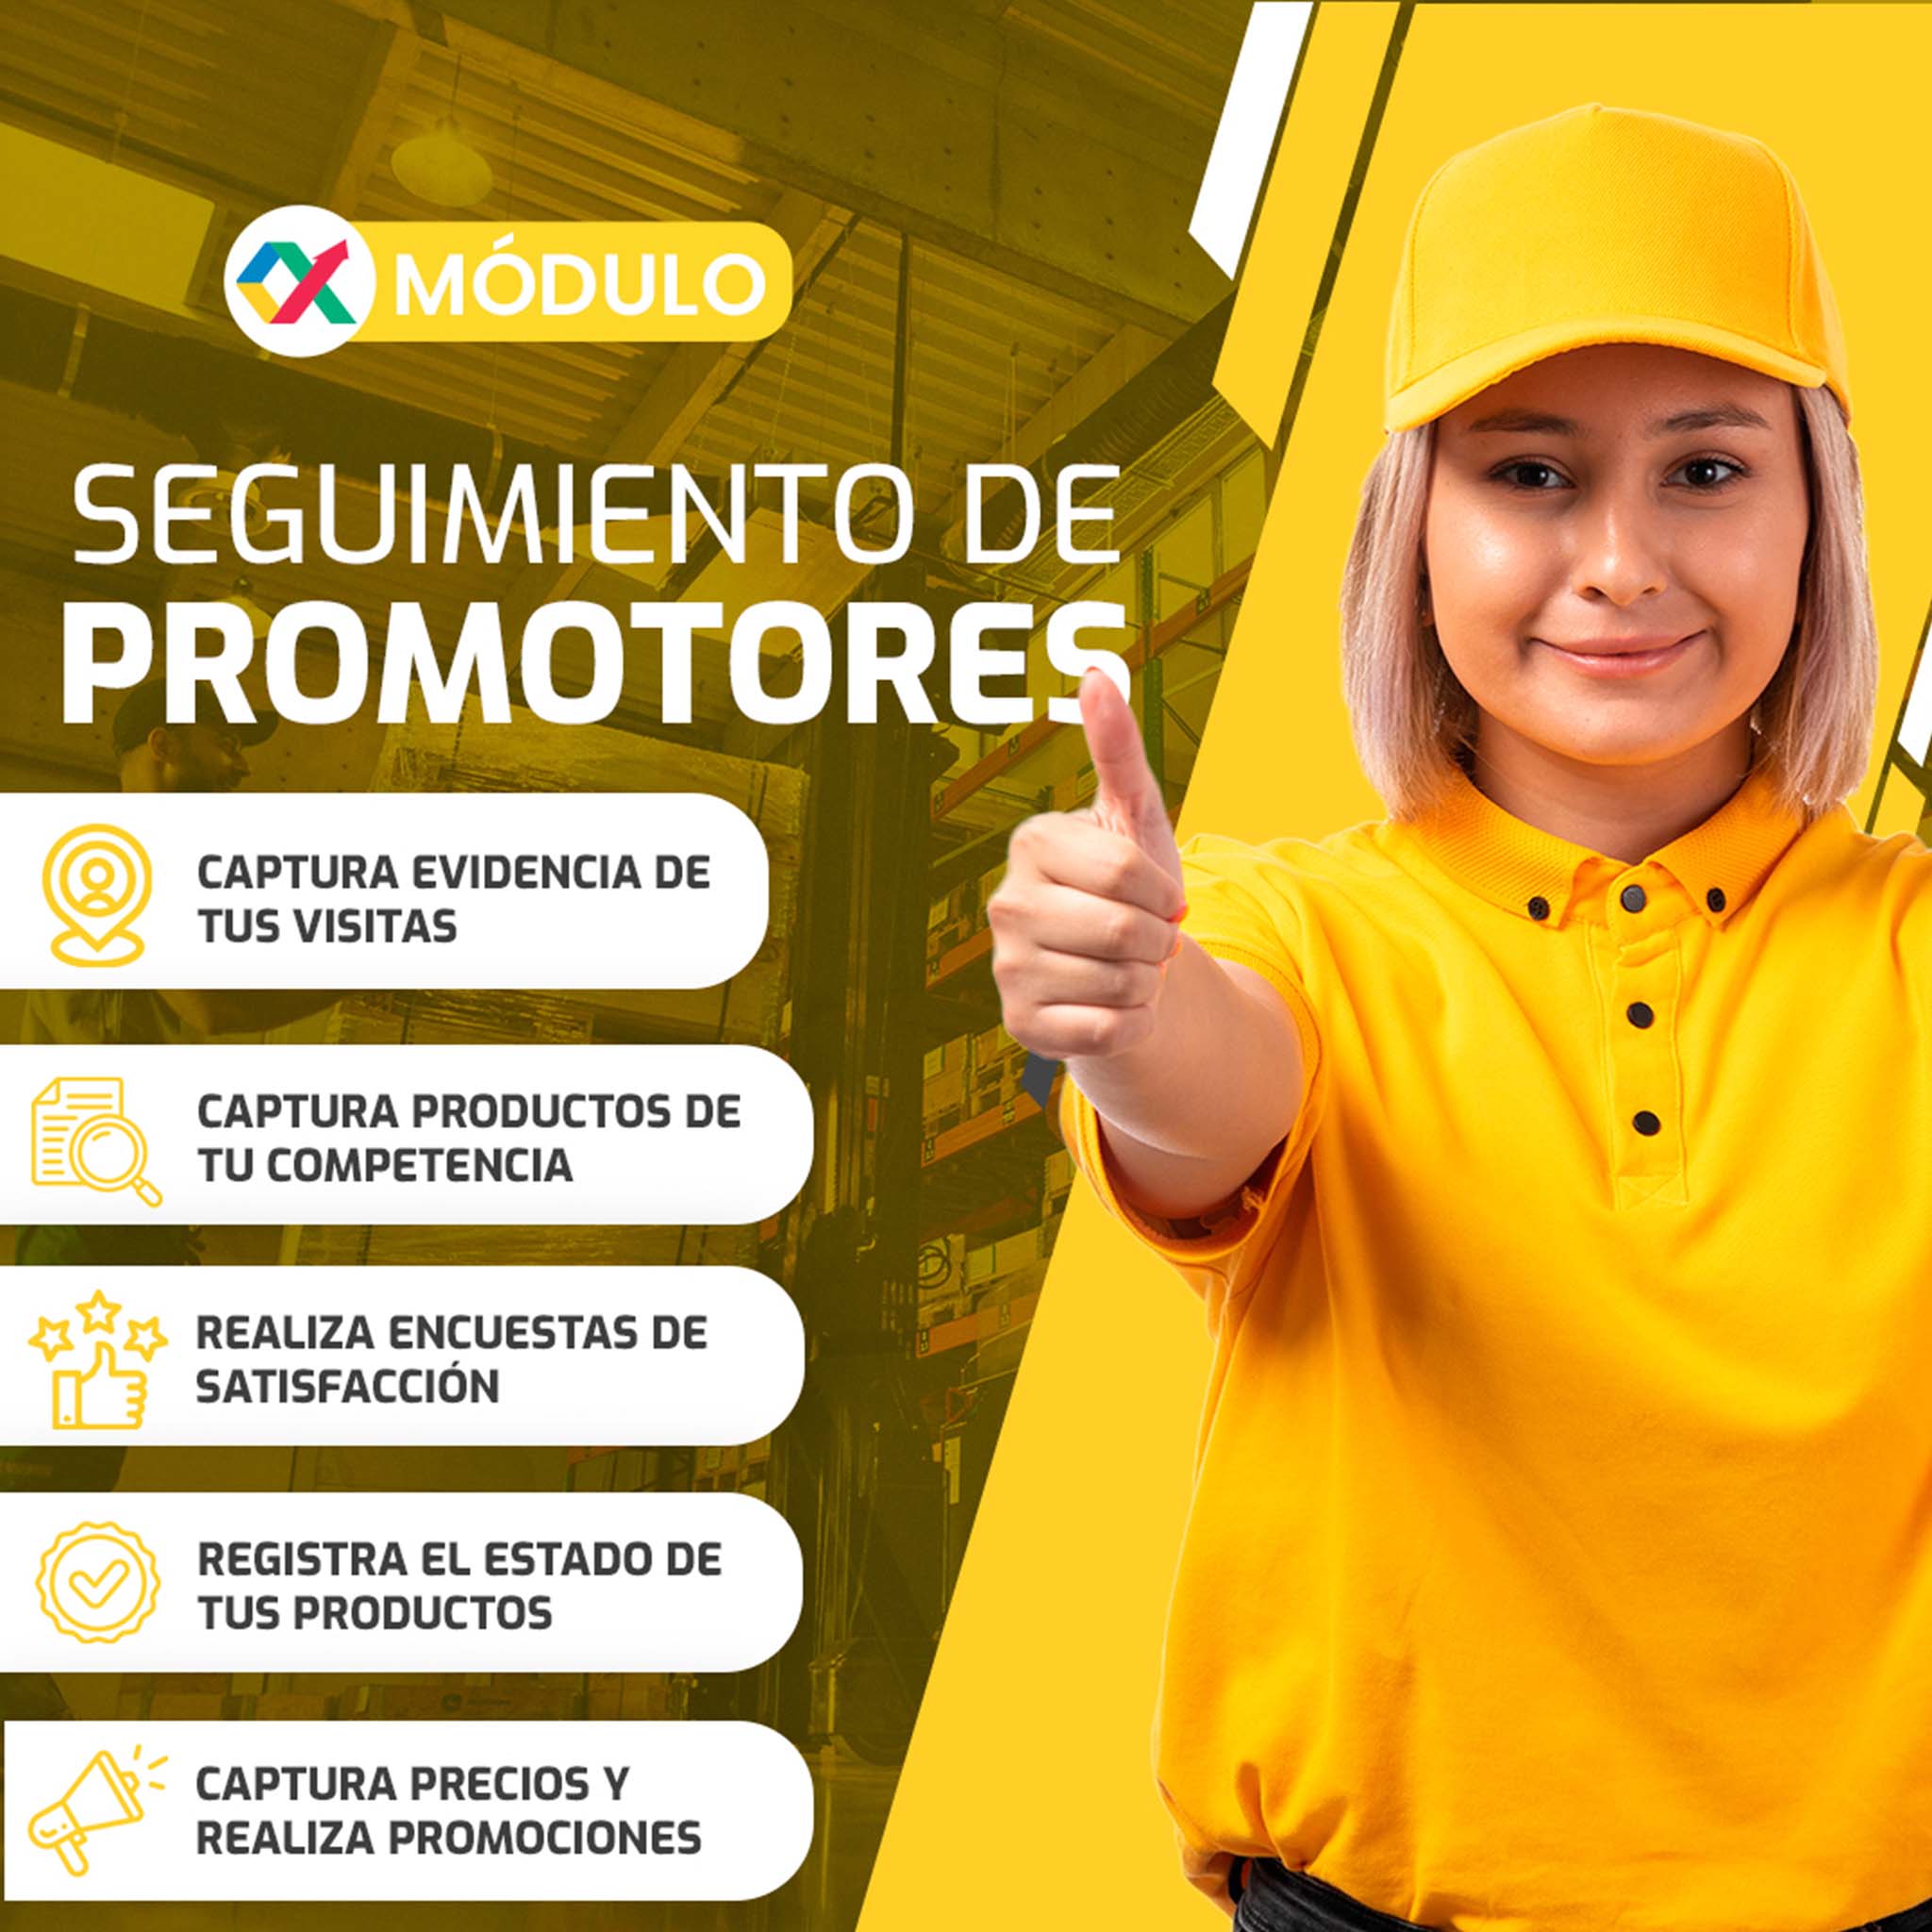 MÓDULO
SEGUIMIENTO DE
PROMOTORES
CAPTURA EVIDENCIA DE
TUS VISITAS
CAPTURA PRODUCTOS DE
TU COMPETENCIA
REALIZA ENCUESTAS DE
SATISFACCIÓN
REGISTRA EL ESTADO DE
TUS PRODUCTOS
CAPTURA PRECIOS Y
REALIZA PROMOCIONES